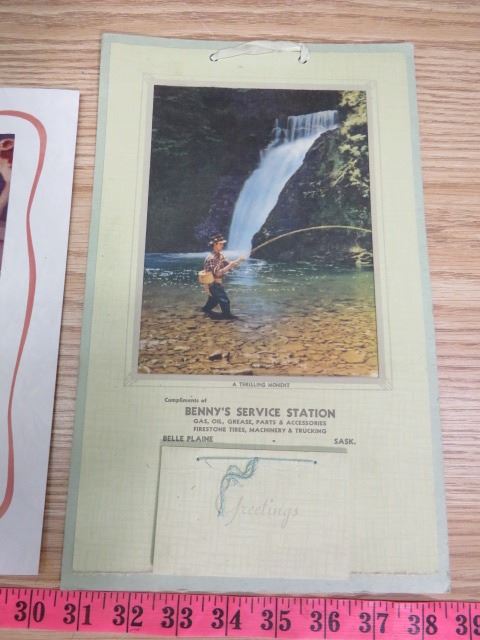 A THRILLING MOMENT
Compliments of
BENNY'S SERVICE STATION
GAS, OIL, GREASE, PARTS & ACCESSORIES
FIRESTONE TIRES, MACHINERY & TRUCKING
BELLE PLAINE SASK.
Greetings
30 31 32 33 34 35 36 37 38 39